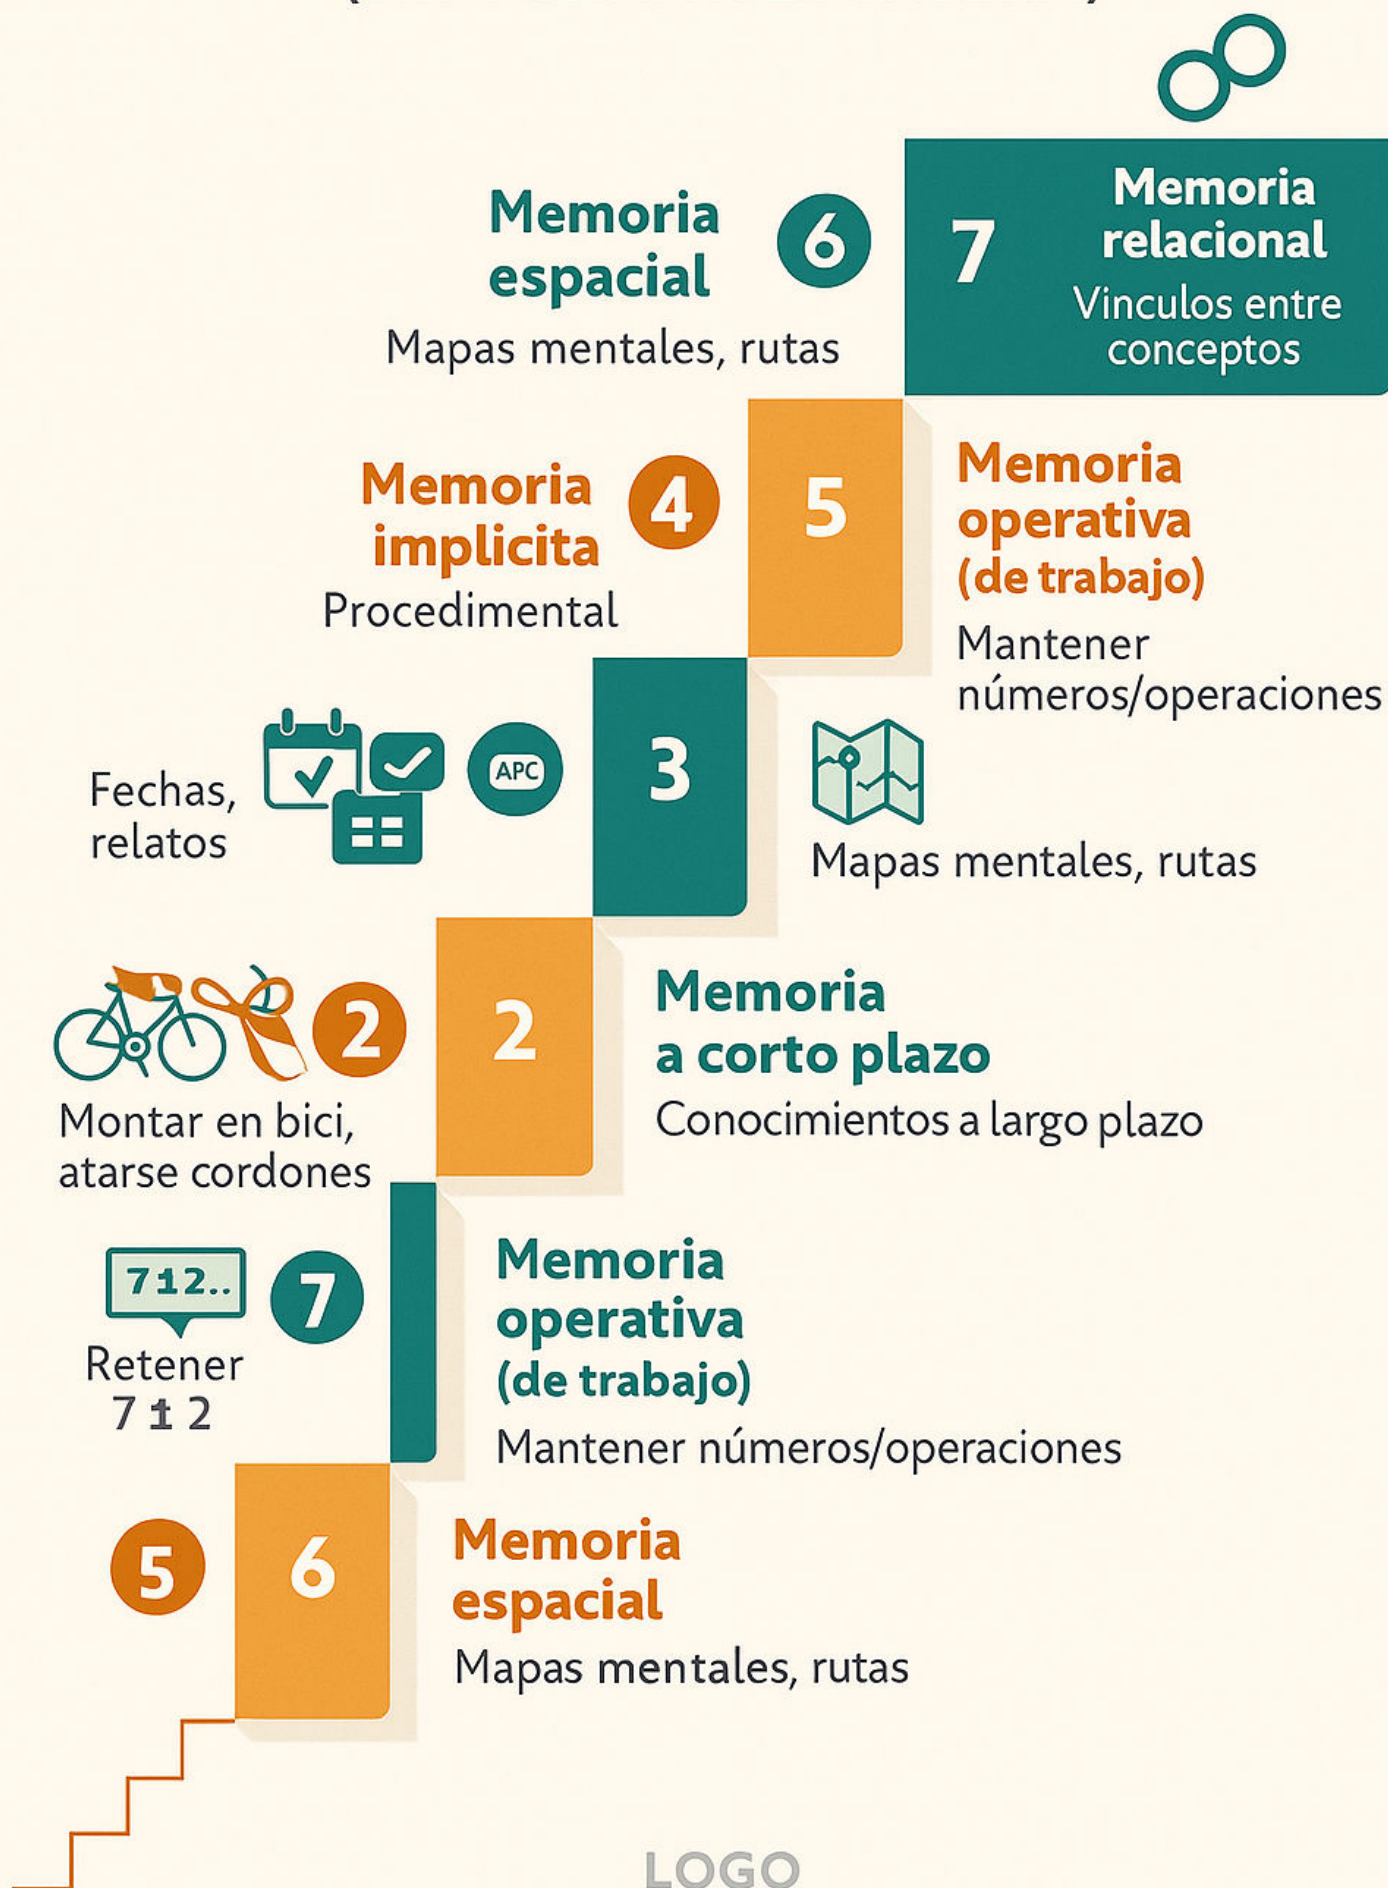 Memoria
espacial
6
Mapas mentales, rutas
7
Memoria
relacional
Vinculos entre
conceptos
Memoria
implicita
4
Procedimental
5
Memoria
operativa
(de trabajo)
Mantener
números/operaciones
Fechas,
relatos
APC
3
Mapas mentales, rutas
2
Montar en bici,
atarse cordones
2
Memoria
a corto plazo
Conocimientos a largo plazo
712..
7
Retener
7 1 2
Memoria
operativa
(de trabajo)
Mantener números/operaciones
5
6
Memoria
espacial
Mapas mentales, rutas
LOGO